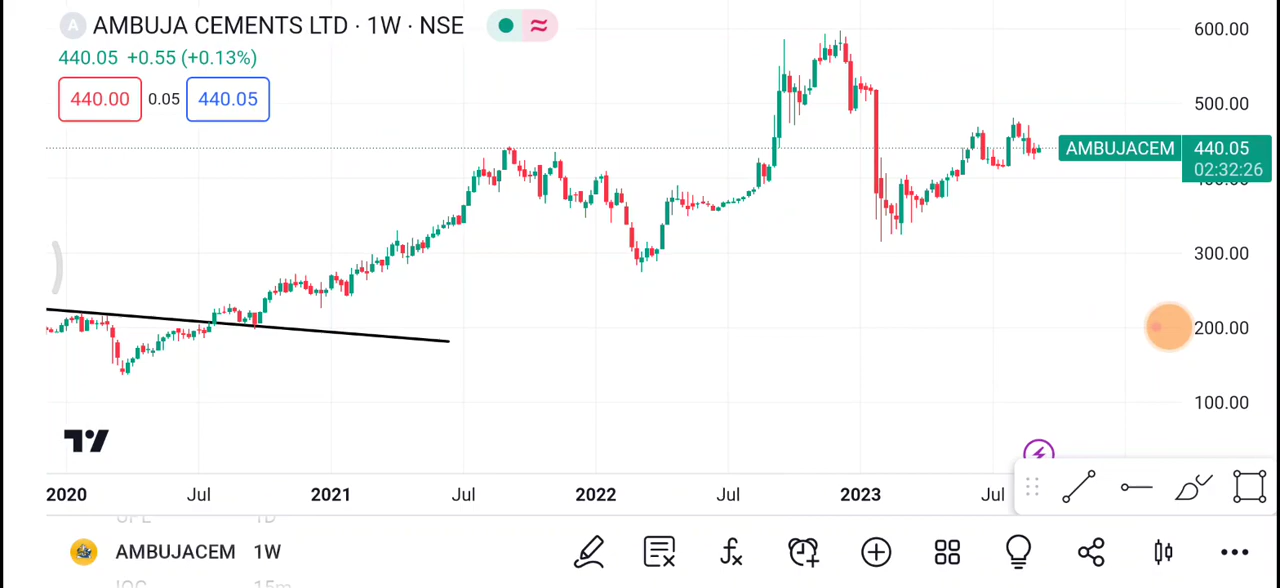 A AMBUJA CEMENTS LTD · 1W · NSE
440.05 +0.55 (+0.13%)
440.00 0.05 440.05
600.00
500.00
AMBUJACEM 440.05
02:32:26
400.00
300.00
200.00
100.00
2020 Jul 2021 Jul 2022 Jul 2023 Jul
AMBUJACEM 1W